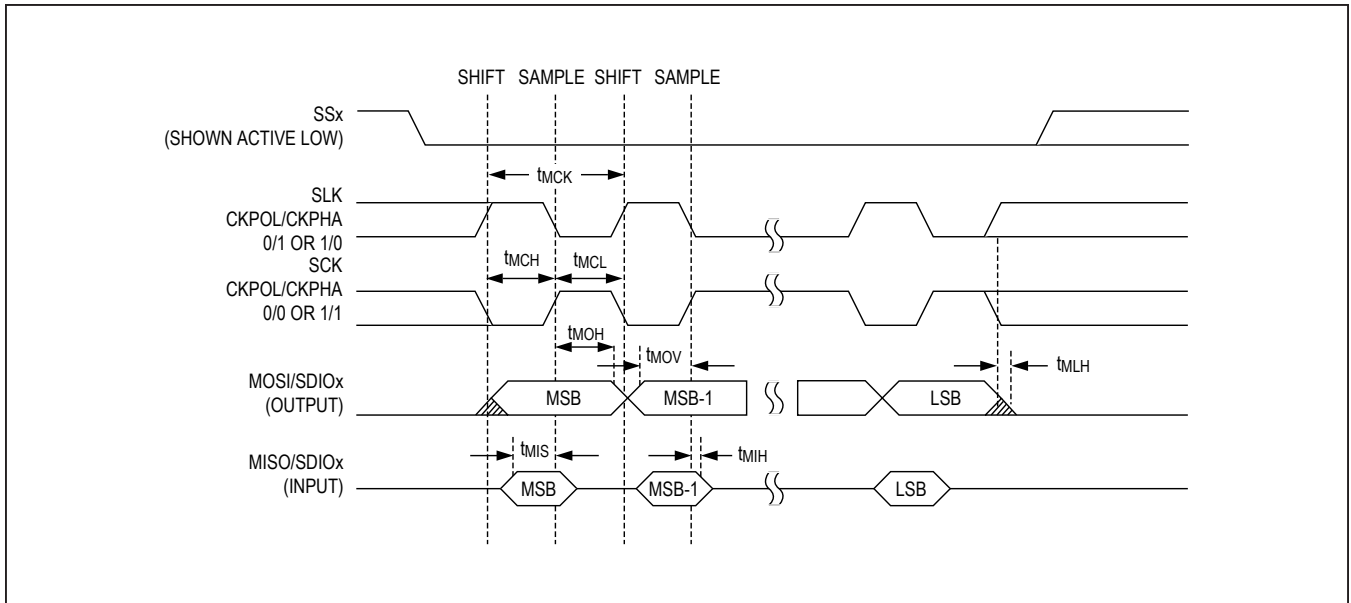 SHIFT SAMPLE SHIFT SAMPLE
SSx
(SHOWN ACTIVE LOW)
tMCK
SLK
CKPOL/CKPHA
0/1 OR 1/0
SCK
CKPOL/CKPHA
0/0 OR 1/1
tMCH tMCL
tMOH
tMOV
tMLH
MOSI/SDIOx
(OUTPUT)
MSB MSB-1 LSB
tMIS
tMIH
MISO/SDIOx
(INPUT)
MSB MSB-1 LSB